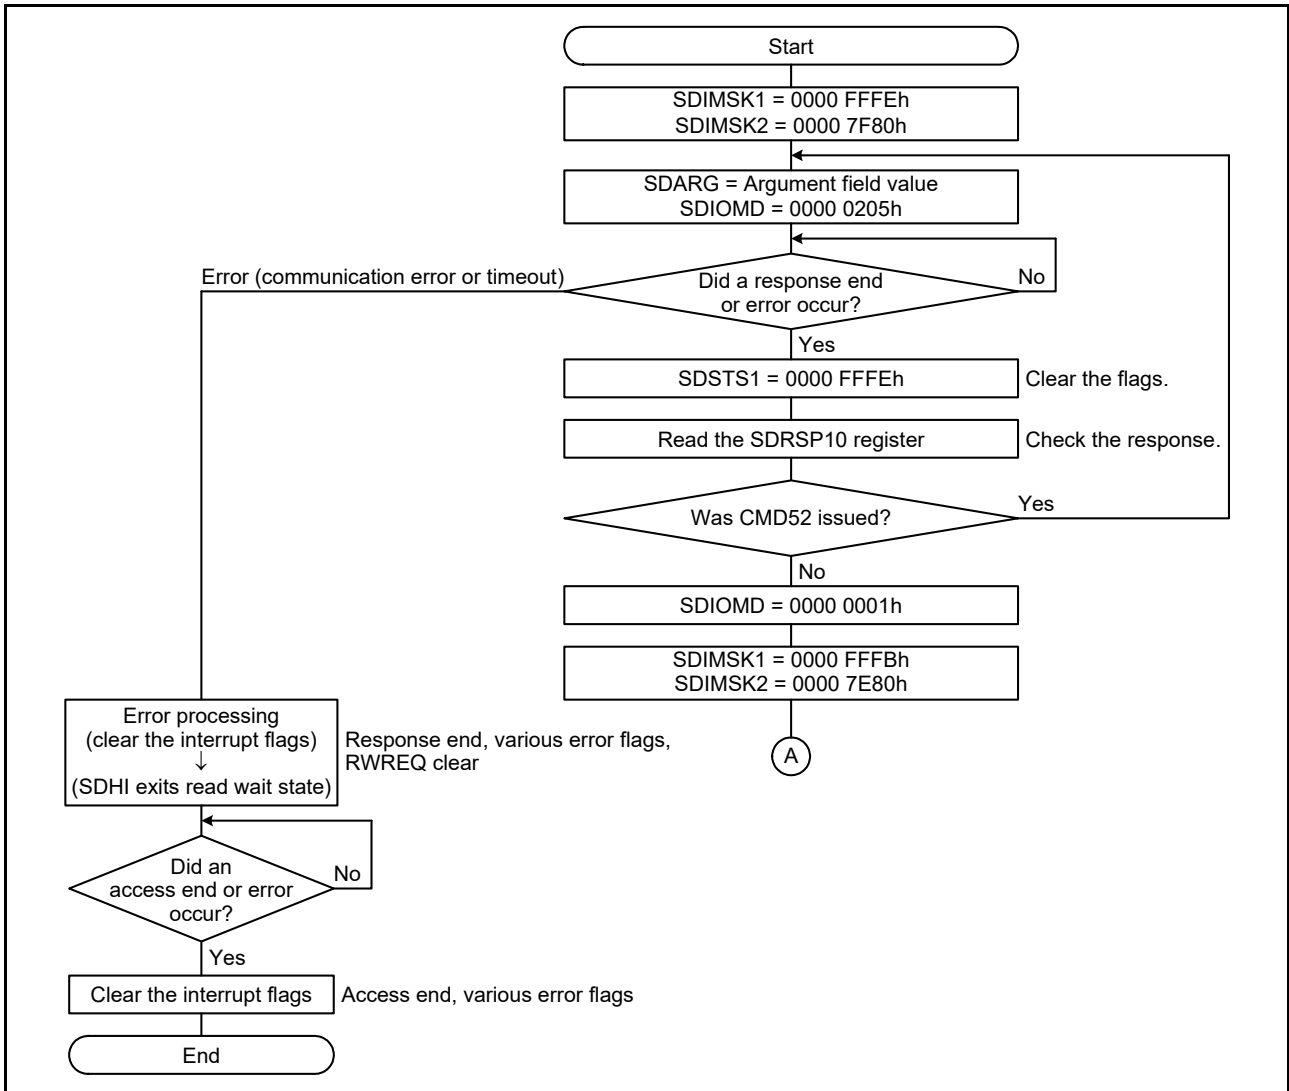 Start
SDIMSK1 = 0000 FFFEh
SDIMSK2 = 0000 7F80h
SDARG = Argument field value
SDIOMD = 0000 0205h
Error (communication error or timeout)
Did a response end
or error occur?
No
Yes
SDSTS1 = 0000 FFFEh
Clear the flags.
Read the SDRSP10 register
Check the response.
Was CMD52 issued?
Yes
No
SDIOMD = 0000 0001h
SDIMSK1 = 0000 FFFBh
SDIMSK2 = 0000 7E80h
A
Error processing
(clear the interrupt flags)
↓
(SDHI exits read wait state)
Response end, various error flags,
RWREQ clear
Did an
access end or error
occur?
No
Yes
Clear the interrupt flags
Access end, various error flags
End